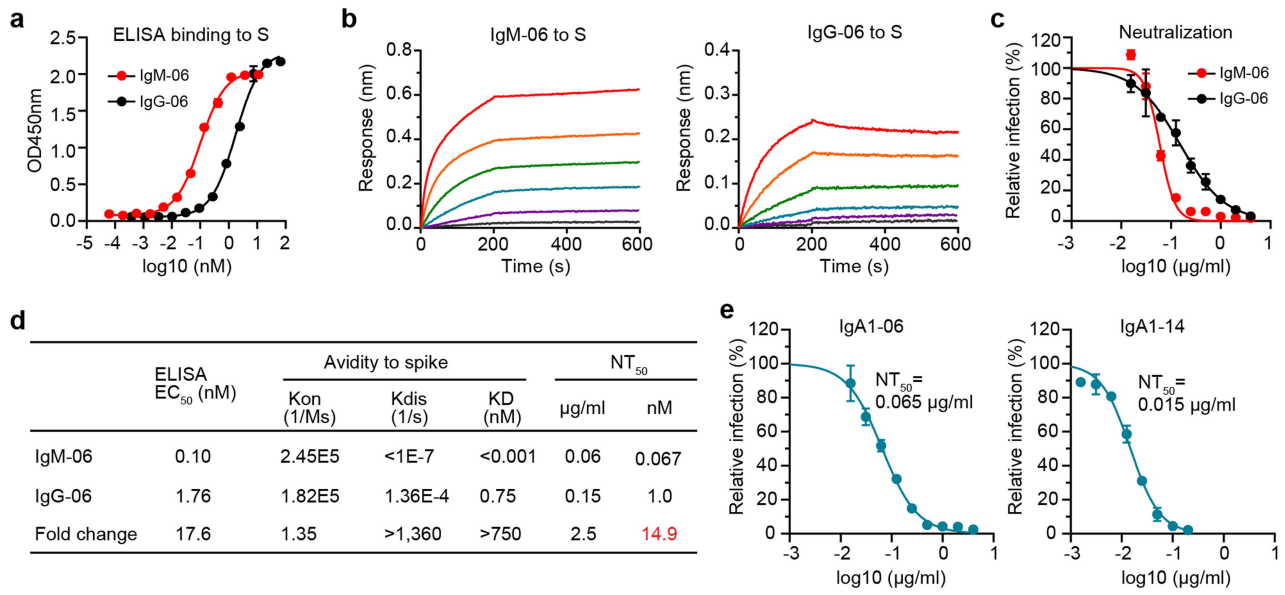 a
ELISA binding to S
IgM-06
IgG-06
OD450nm
2.5
2.0
1.5
1.0
0.5
0.0
-5 -4 -3 -2 -1 0 1 2
log10 (nM)
b
IgM-06 to S
Response (nm)
0.8
0.6
0.4
0.2
0.0
0 200 400 600
Time (s)
IgG-06 to S
Response (nm)
0.4
0.3
0.2
0.1
0.0
0 200 400 600
Time (s)
c
Neutralization
IgM-06
IgG-06
Relative infection (%)
120
100
80
60
40
20
0
-3 -2 -1 0 1
log10 (µg/ml)
d
ELISA EC50 (nM) Avidity to spike NT50
Kon (1/Ms) Kdis (1/s) KD (nM) µg/ml nM
IgM-06 0.10 2.45E5 <1E-7 <0.001 0.06 0.067
IgG-06 1.76 1.82E5 1.36E-4 0.75 0.15 1.0
Fold change 17.6 1.35 >1,360 >750 2.5 14.9
e
IgA1-06
NT50=
0.065 µg/ml
Relative infection (%)
120
100
80
60
40
20
0
-3 -2 -1 0 1
log10 (µg/ml)
IgA1-14
NT50=
0.015 µg/ml
Relative infection (%)
120
100
80
60
40
20
0
-3 -2 -1 0 1
log10 (µg/ml)